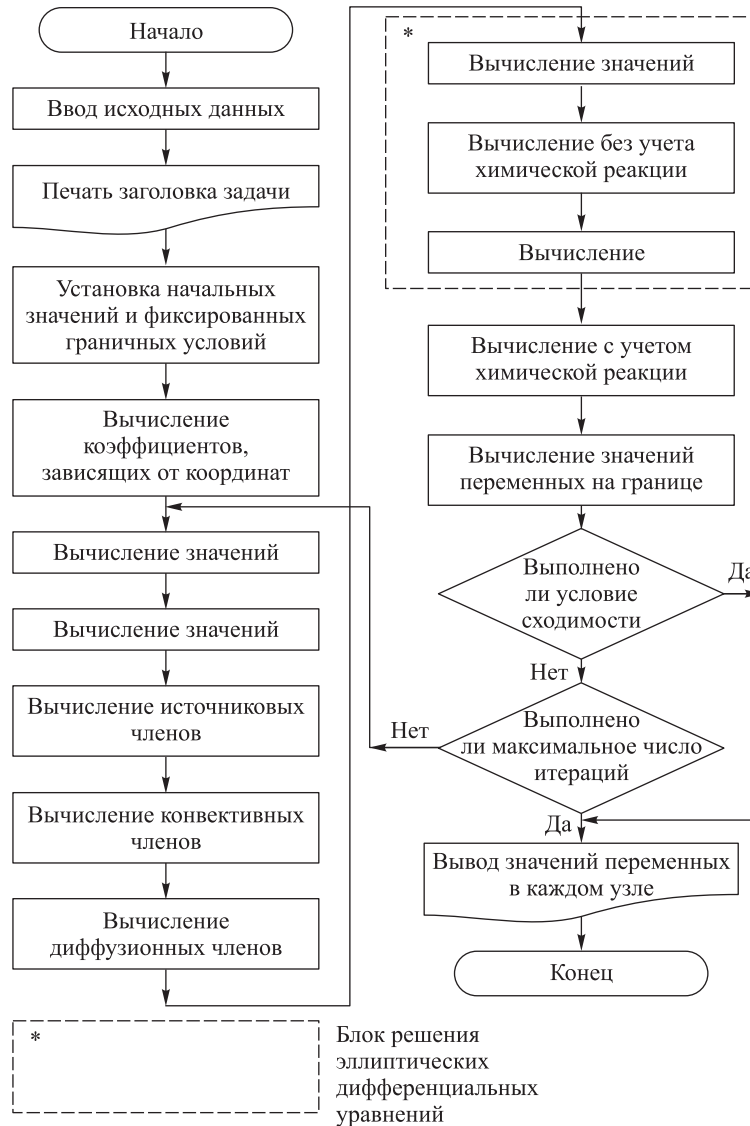 Начало
Ввод исходных данных
Печать заголовка задачи
Установка начальных
значений и фиксированных
граничных условий
Вычисление
коэффициентов,
зависящих от координат
Вычисление значений
Вычисление значений
Вычисление источниковых
членов
Вычисление конвективных
членов
Вычисление
диффузионных членов
*
Вычисление значений
Вычисление без учета
химической реакции
Вычисление
Вычисление с учетом
химической реакции
Вычисление значений
переменных на границе
Выполнено
ли условие
сходимости
Да
Нет
Выполнено
ли максимальное число
итераций
Нет
Да
Вывод значений переменных
в каждом узле
Конец
*
Блок решения
эллиптических
дифференциальных
уравнений